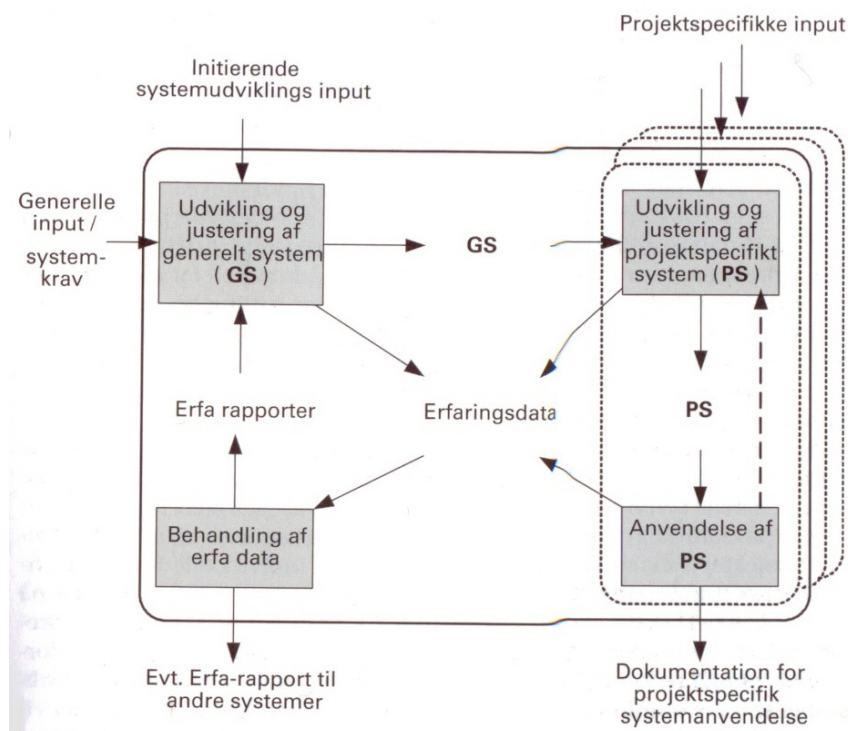 Projektspecifikke input
Initierende
systemudviklings input
Generelle
input /
system-
krav
Udvikling og
justering af
generelt system
( GS )
GS
Udvikling og
justering af
projektspecifikt
system ( PS )
Erfa rapporter
Erfaringsdata
PS
Behandling af
erfa data
Anvendelse af
PS
Evt. Erfa-rapport til
andre systemer
Dokumentation for
projektspecifik
systemanvendelse